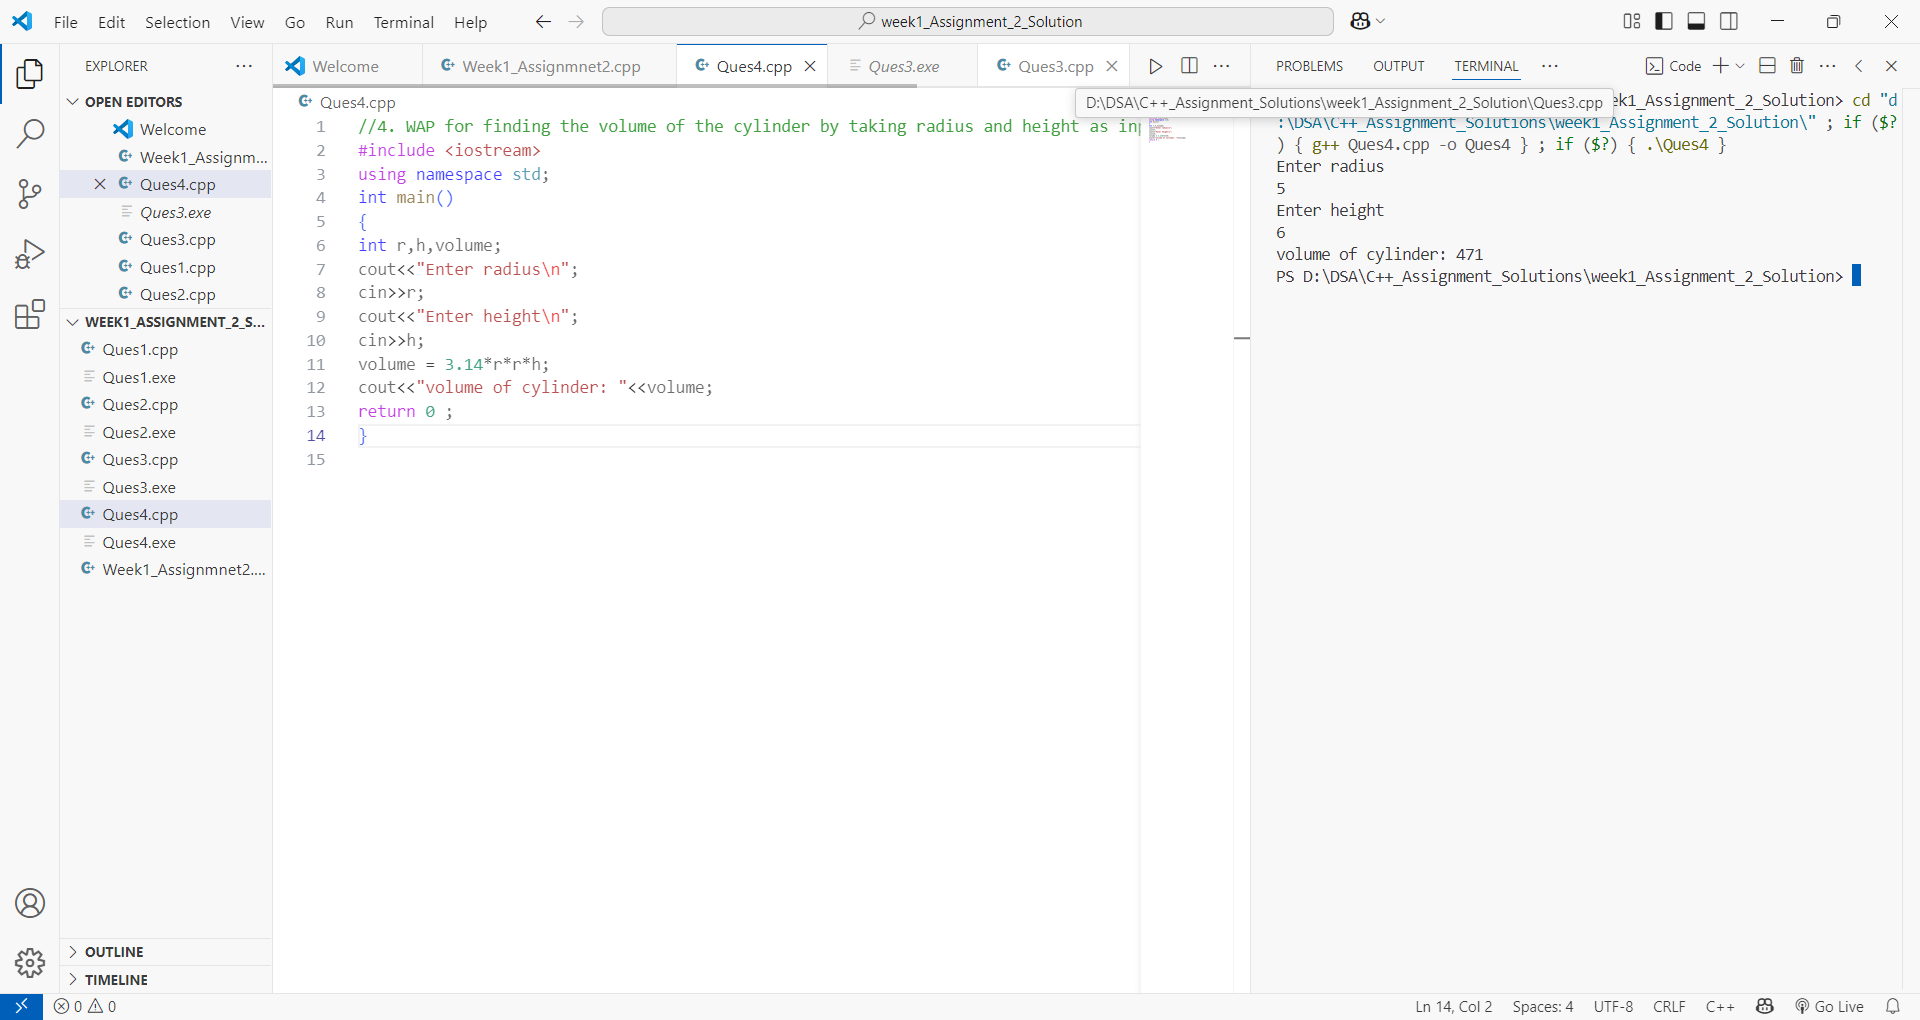 File Edit Selection View Go Run Terminal Help
week1_Assignment_2_Solution
EXPLORER
OPEN EDITORS
Welcome
Week1_Assignm...
Ques4.cpp
Ques3.exe
Ques3.cpp
Ques1.cpp
Ques2.cpp
WEEK1_ASSIGNMENT_2_S...
Ques1.cpp
Ques1.exe
Ques2.cpp
Ques2.exe
Ques3.cpp
Ques3.exe
Ques4.cpp
Ques4.exe
Week1_Assignmnet2....
OUTLINE
TIMELINE
Welcome Week1_Assignmnet2.cpp Ques4.cpp Ques3.exe Ques3.cpp
Ques4.cpp
D:\DSA\C++_Assignment_Solutions\week1_Assignment_2_Solution\Ques3.cpp
1 //4. WAP for finding the volume of the cylinder by taking radius and height as inp
2 #include <iostream>
3 using namespace std;
4 int main()
5 {
6 int r,h,volume;
7 cout<<"Enter radius\n";
8 cin>>r;
9 cout<<"Enter height\n";
10 cin>>h;
11 volume = 3.14*r*r*h;
12 cout<<"volume of cylinder: "<<volume;
13 return 0 ;
14 }
15
PROBLEMS OUTPUT TERMINAL Code
ek1_Assignment_2_Solution> cd "d
:\DSA\C++_Assignment_Solutions\week1_Assignment_2_Solution\" ; if ($?
) { g++ Ques4.cpp -o Ques4 } ; if ($?) { .\Ques4 }
Enter radius
5
Enter height
6
volume of cylinder: 471
PS D:\DSA\C++_Assignment_Solutions\week1_Assignment_2_Solution>
0 0 Ln 14, Col 2 Spaces: 4 UTF-8 CRLF C++ Go Live